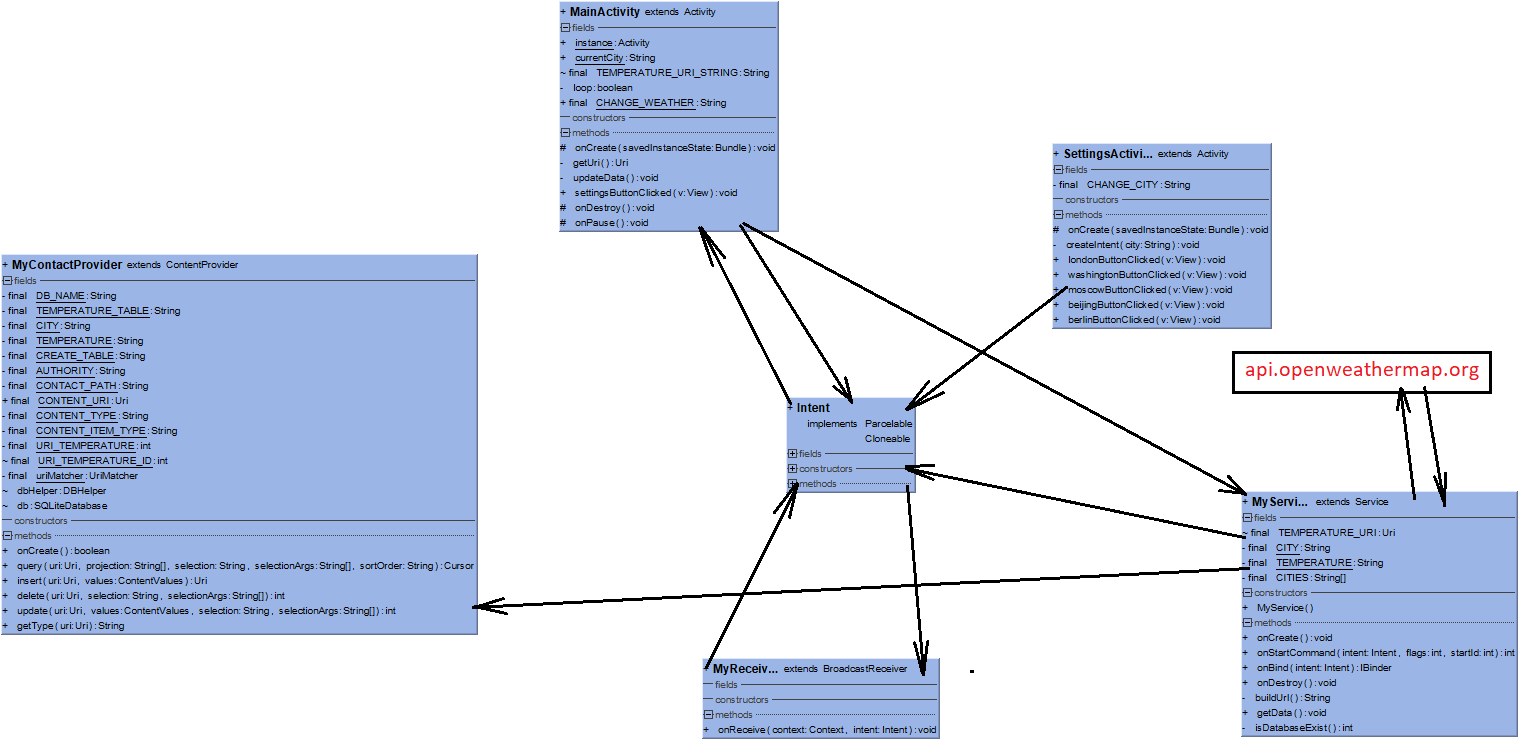 + MainActivity extends Activity
fields
+ instance : Activity
+ currentCity : String
~ final TEMPERATURE_URI_STRING : String
- loop : boolean
+ final CHANGE_WEATHER : String
constructors
methods
# onCreate ( savedInstanceState: Bundle ) : void
- getUri ( ) : Uri
- updateData ( ) : void
+ settingsButtonClicked ( v: View ) : void
# onDestroy ( ) : void
# onPause ( ) : void
+ SettingsActivi... extends Activity
fields
- final CHANGE_CITY : String
constructors
methods
# onCreate ( savedInstanceState: Bundle ) : void
- createIntent ( city: String ) : void
+ londonButtonClicked ( v: View ) : void
+ washingtonButtonClicked ( v: View ) : void
+ moscowButtonClicked ( v: View ) : void
+ beijingButtonClicked ( v: View ) : void
+ berlinButtonClicked ( v: View ) : void
+ MyContactProvider extends ContentProvider
fields
- final DB_NAME : String
- final TEMPERATURE_TABLE : String
- final CITY : String
- final TEMPERATURE : String
- final CREATE_TABLE : String
- final AUTHORITY : String
- final CONTACT_PATH : String
+ final CONTENT_URI : Uri
- final CONTENT_TYPE : String
- final CONTENT_ITEM_TYPE : String
- final URI_TEMPERATURE : int
~ final URI_TEMPERATURE_ID : int
- final uriMatcher : UriMatcher
~ dbHelper : DBHelper
~ db : SQLiteDatabase
constructors
methods
+ onCreate ( ) : boolean
+ query ( uri: Uri , projection: String[] , selection: String , selectionArgs: String[] , sortOrder: String ) : Cursor
+ insert ( uri: Uri , values: ContentValues ) : Uri
+ delete ( uri: Uri , selection: String , selectionArgs: String[] ) : int
+ update ( uri: Uri , values: ContentValues , selection: String , selectionArgs: String[] ) : int
+ getType ( uri: Uri ) : String
api.openweathermap.org
+ Intent
implements Parcelable
Cloneable
fields
constructors
methods
+ MyServi... extends Service
fields
- final TEMPERATURE_URI : Uri
- final CITY : String
- final TEMPERATURE : String
- final CITIES : String[]
constructors
+ MyService ( )
methods
+ onCreate ( ) : void
+ onStartCommand ( intent: Intent , flags: int , startId: int ) : int
+ onBind ( intent: Intent ) : IBinder
+ onDestroy ( ) : void
- buildUrl ( ) : String
+ getData ( ) : void
- isDatabaseExist ( ) : int
+ MyReceiv... extends BroadcastReceiver
fields
constructors
methods
+ onReceive ( context: Context , intent: Intent ) : void